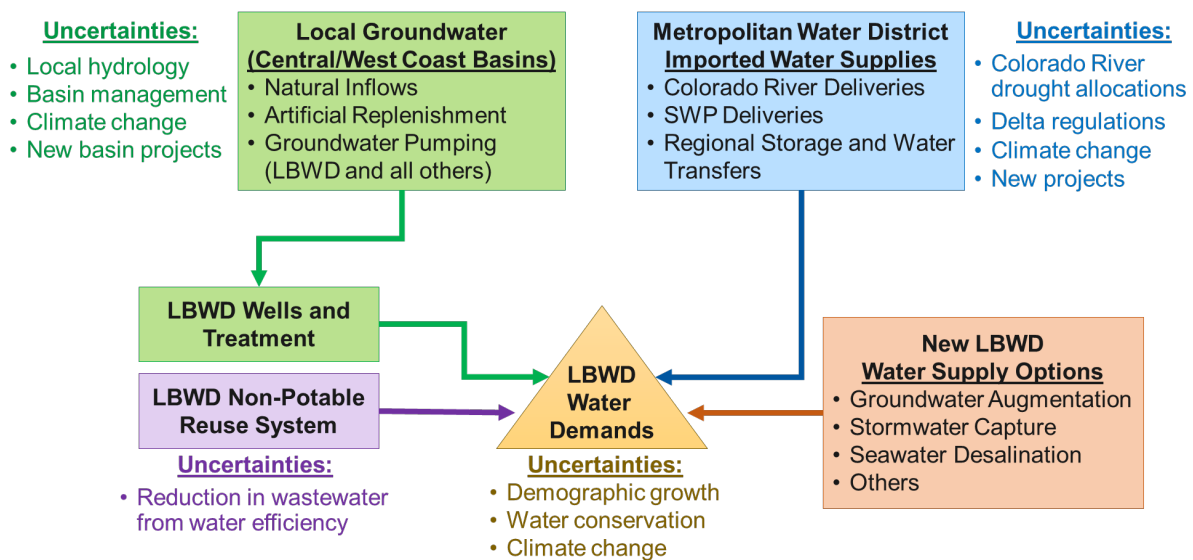 Uncertainties:
• Local hydrology
• Basin management
• Climate change
• New basin projects
Local Groundwater
(Central/West Coast Basins)
• Natural Inflows
• Artificial Replenishment
• Groundwater Pumping
(LBWD and all others)
Metropolitan Water District
Imported Water Supplies
• Colorado River Deliveries
• SWP Deliveries
• Regional Storage and Water
Transfers
Uncertainties:
• Colorado River
drought allocations
• Delta regulations
• Climate change
• New projects
LBWD Wells and
Treatment
LBWD Non-Potable
Reuse System
Uncertainties:
• Reduction in wastewater
from water efficiency
LBWD
Water
Demands
Uncertainties:
• Demographic growth
• Water conservation
• Climate change
New LBWD
Water Supply Options
• Groundwater Augmentation
• Stormwater Capture
• Seawater Desalination
• Others